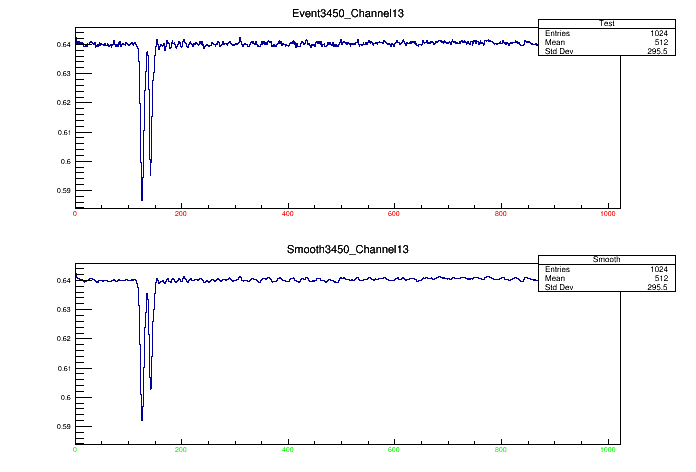 Event3450_Channel13
Test
Entries 1024
Mean 512
Std Dev 295.5
0.64
0.63
0.62
0.61
0.6
0.59
0 200 400 600 800 1000
Smooth3450_Channel13
Smooth
Entries 1024
Mean 512
Std Dev 295.5
0.64
0.63
0.62
0.61
0.6
0.59
0 200 400 600 800 1000